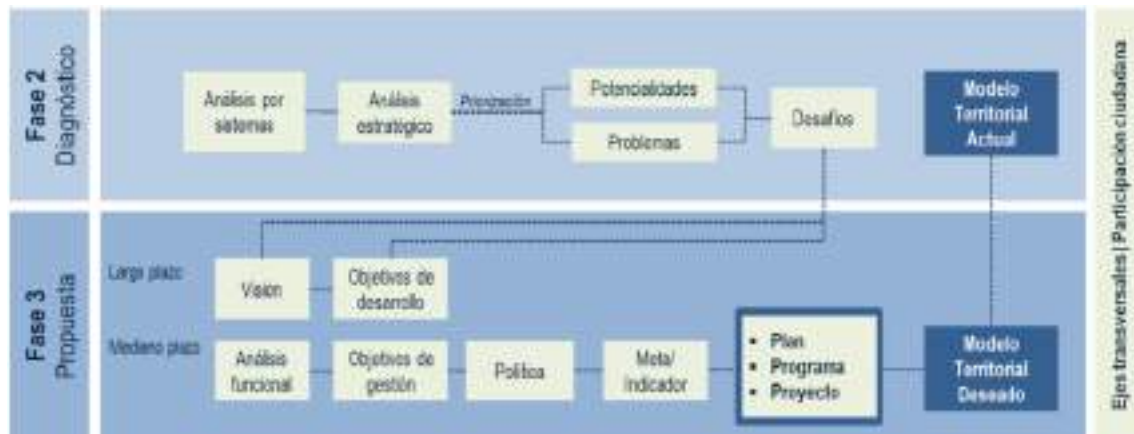 Fase 2
Diagnóstico
Análisis por
sistemas
Análisis
estratégico
Priorización
Potencialidades
Problemas
Desafíos
Modelo
Territorial
Actual
Fase 3
Propuesta
Largo plazo
Visión
Objetivos de
desarrollo
Mediano plazo
Análisis
funcional
Objetivos de
gestión
Política
Meta/
Indicador
▪ Plan
▪ Programa
▪ Proyecto
Modelo
Territorial
Deseado
Ejes transversales| Participación ciudadana